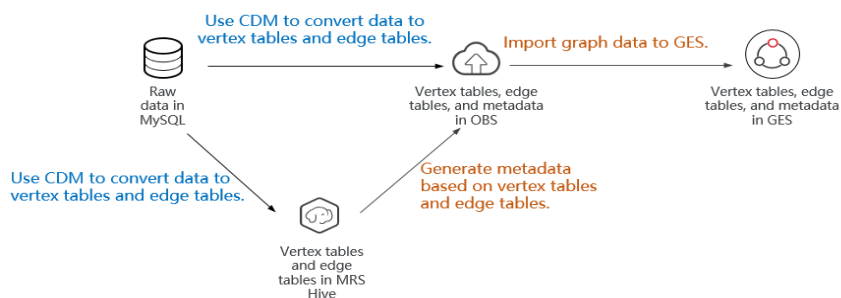 Use CDM to convert data to
vertex tables and edge tables.
Import graph data to GES.
Raw
data in
MySQL
Vertex tables, edge
tables, and metadata
in OBS
Vertex tables, edge
tables, and metadata
in GES
Use CDM to convert data to
vertex tables and edge tables.
Generate metadata
based on vertex tables
and edge tables.
Vertex tables
and edge
tables in MRS
Hive